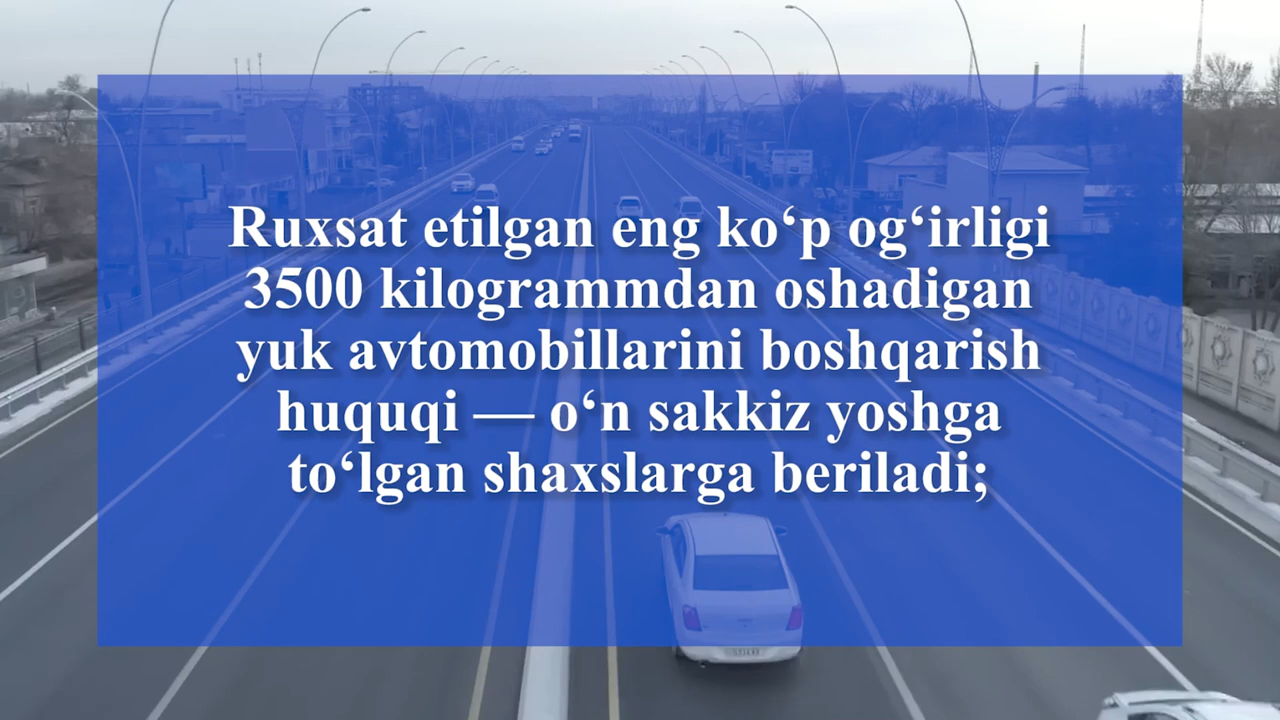 Ruxsat etilgan eng ko‘p og‘irligi
3500 kilogrammdan oshadigan
yuk avtomobillarini boshqarish
huquqi — o‘n sakkiz yoshga
to‘lgan shaxslarga beriladi;